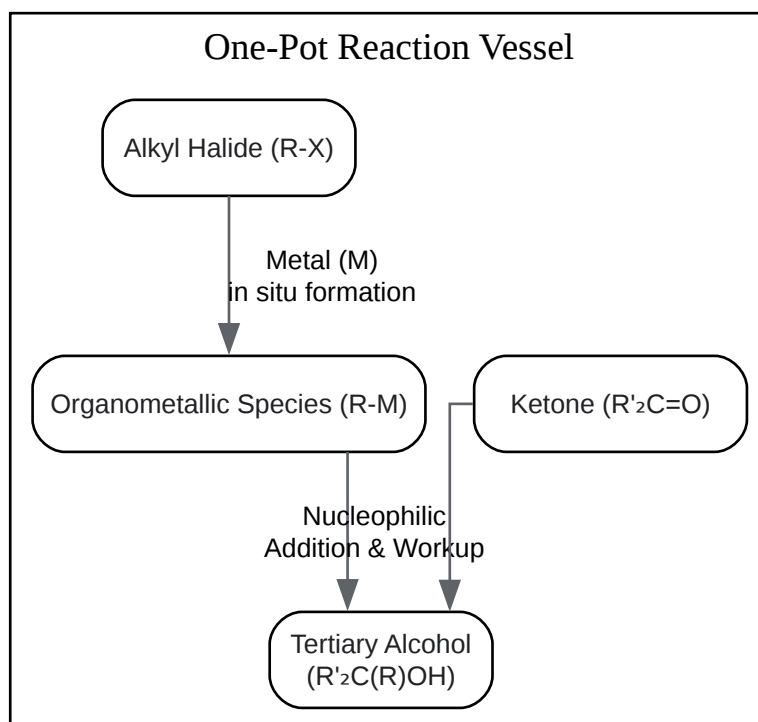 One-Pot Reaction Vessel
Alkyl Halide (R-X)
Metal (M)
in situ formation
Organometallic Species (R-M)
Ketone (R'₂C=O)
Nucleophilic
Addition & Workup
Tertiary Alcohol
(R'₂C(R)OH)